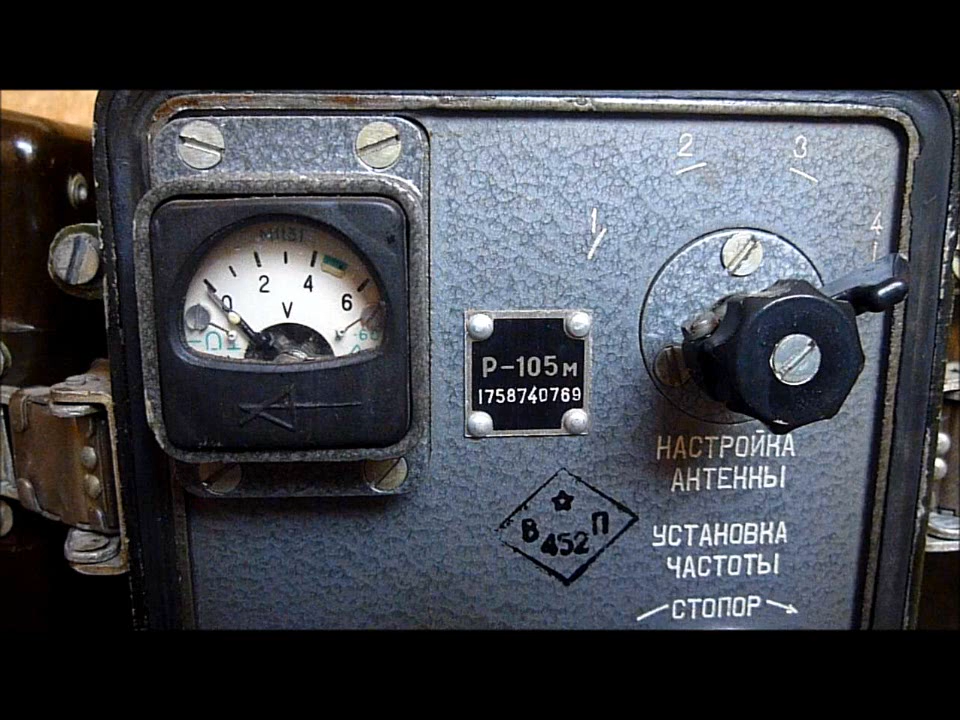 0 2 4 6
V
1
2
3
4
Р-105м
1758740769
НАСТРОЙКА
АНТЕННЫ
В 452 П
УСТАНОВКА
ЧАСТОТЫ
СТОПОР